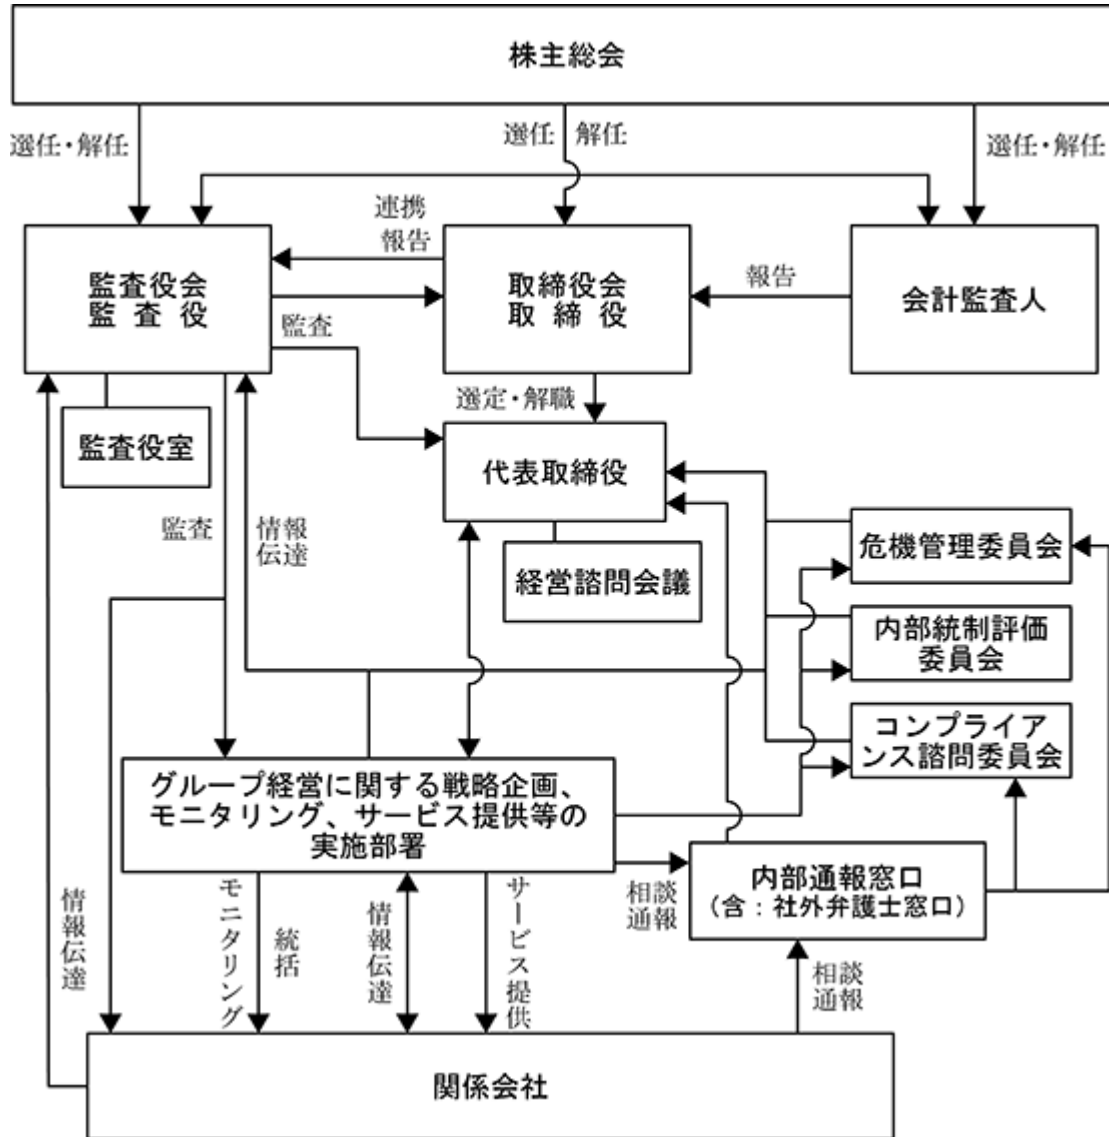 株主総会
選任・解任
選任 解任
選任・解任
連携
報告
監査役会
監査役
取締役会
取締役
報告
会計監査人
監査
選定・解職
監査役室
代表取締役
監査
情報
伝達
経営諮問会議
危機管理委員会
内部統制評価
委員会
コンプライア
ンス諮問委員会
グループ経営に関する戦略企画、
モニタリング、サービス提供等の
実施部署
相談
通報
内部通報窓口
(含:社外弁護士窓口)
情報伝達
モニタリング
統括
情報伝達
サービス提供
相談
通報
関係会社